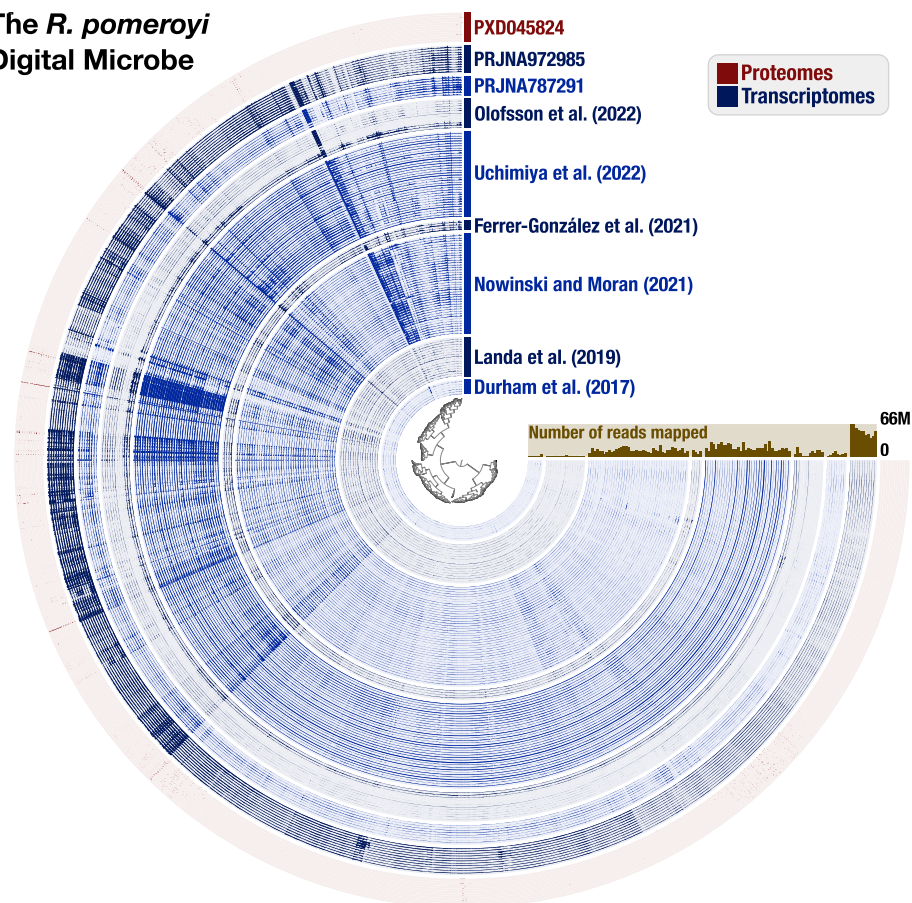 The R. pomeroyi
Digital Microbe
PXD045824
PRJNA972985
PRJNA787291
Olofsson et al. (2022)
Uchimiya et al. (2022)
Ferrer-González et al. (2021)
Nowinski and Moran (2021)
Landa et al. (2019)
Durham et al. (2017)
Proteomes
Transcriptomes
Number of reads mapped
66M
0